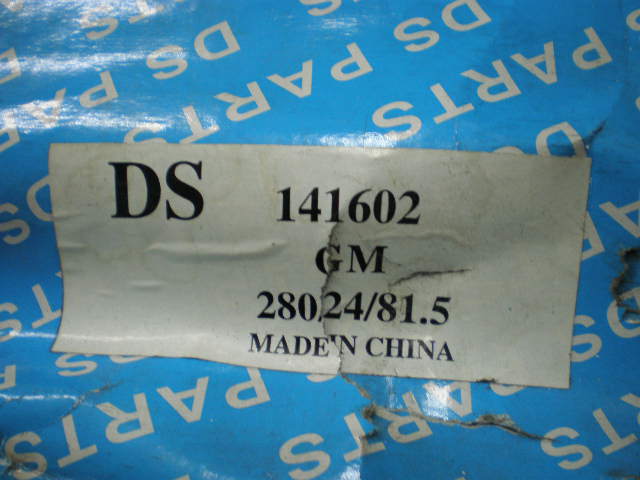 DS 141602
GM
280/24/81.5
MADE IN CHINA
DS PARTS